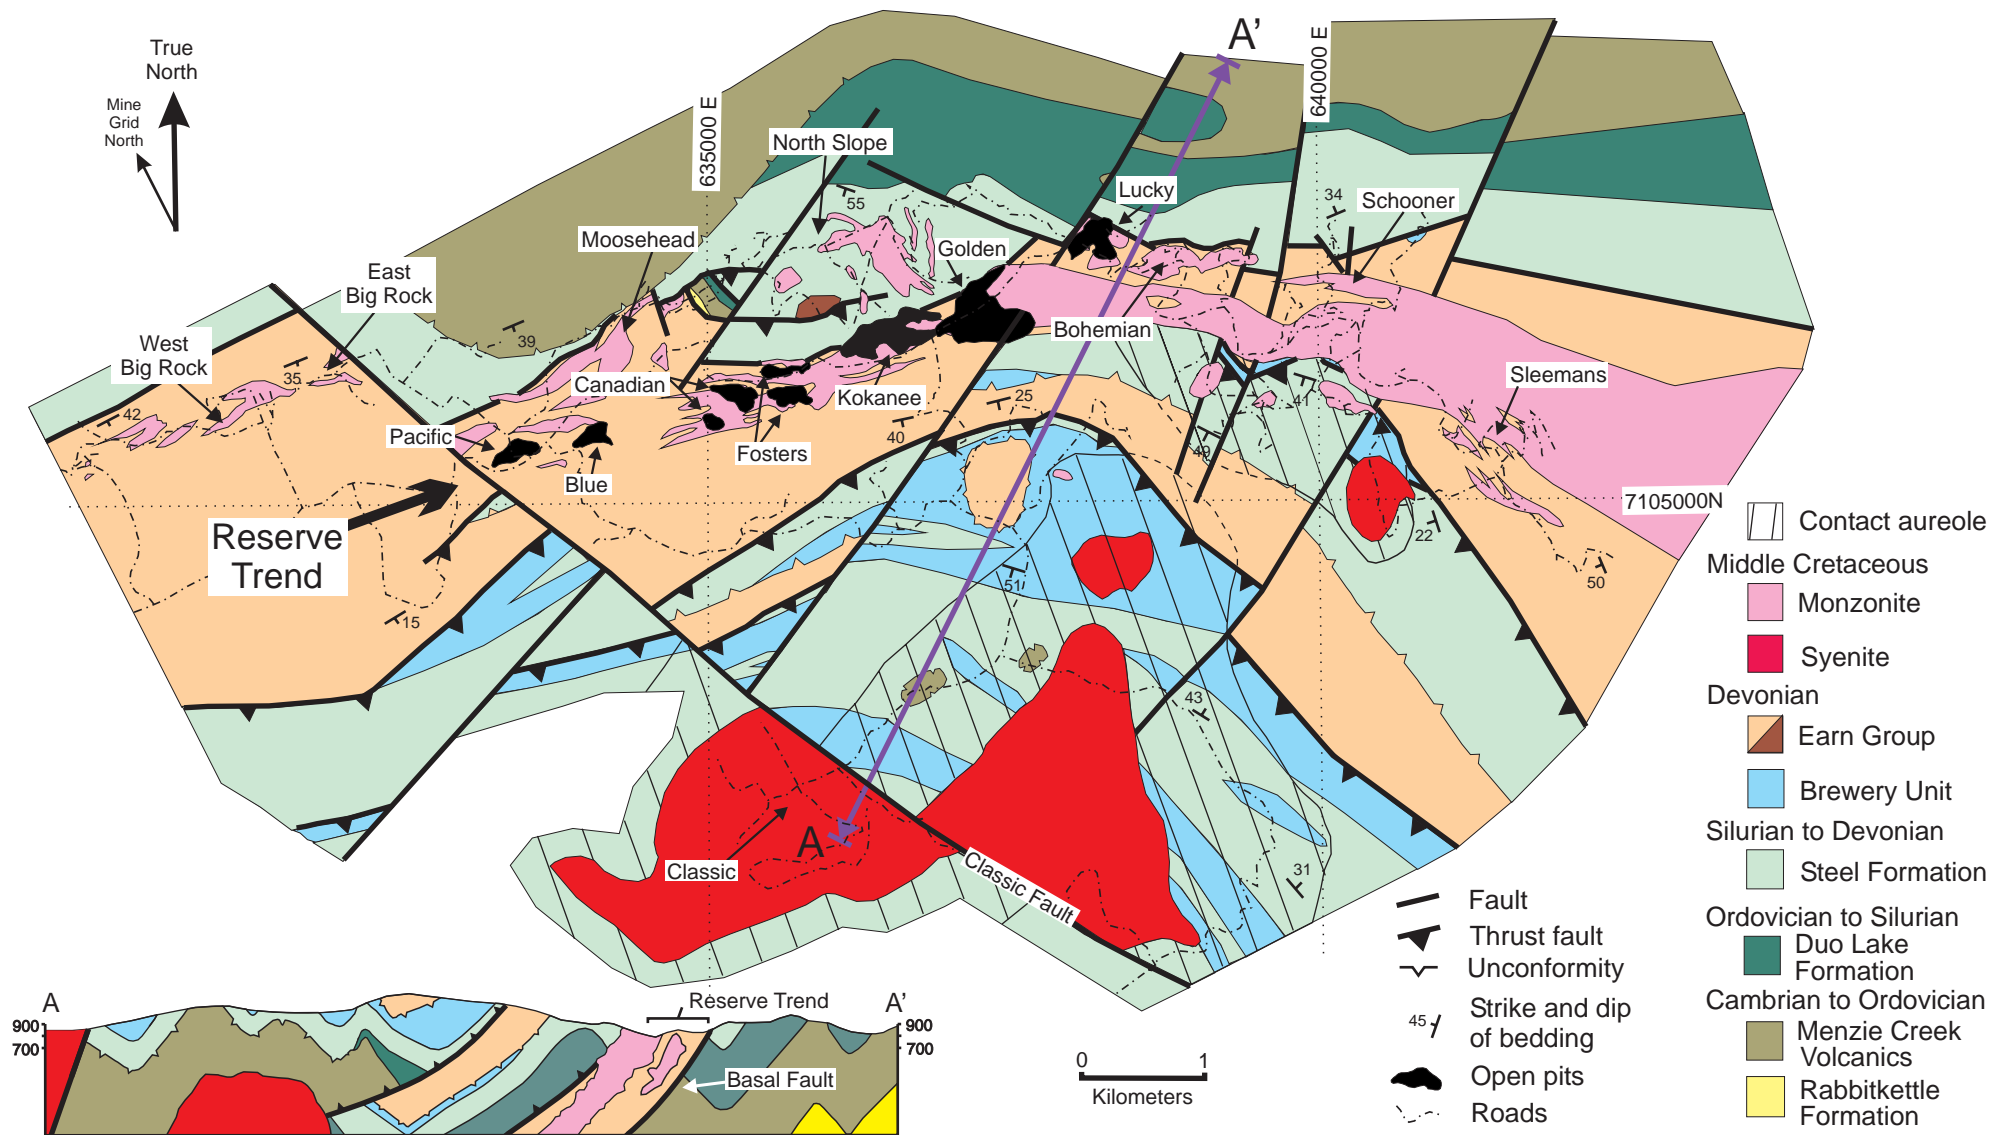 True
North
Mine
Grid
North
635000 E
640000 E
7105000N
A'
A
North Slope
Lucky
Schooner
Moosehead
Golden
East
Big Rock
West
Big Rock
Bohemian
Sleemans
Canadian
Kokanee
Pacific
Fosters
Blue
Reserve
Trend
Classic
Classic Fault
55
34
39
35
42
25
40
41
49
22
50
51
15
43
31
Contact aureole
Middle Cretaceous
Monzonite
Syenite
Devonian
Earn Group
Brewery Unit
Silurian to Devonian
Steel Formation
Ordovician to Silurian
Duo Lake
Formation
Cambrian to Ordovician
Menzie Creek
Volcanics
Rabbitkettle
Formation
Fault
Thrust fault
Unconformity
45
Strike and dip
of bedding
Open pits
Roads
0 1
Kilometers
A
A'
Reserve Trend
900
700
900
700
Basal Fault